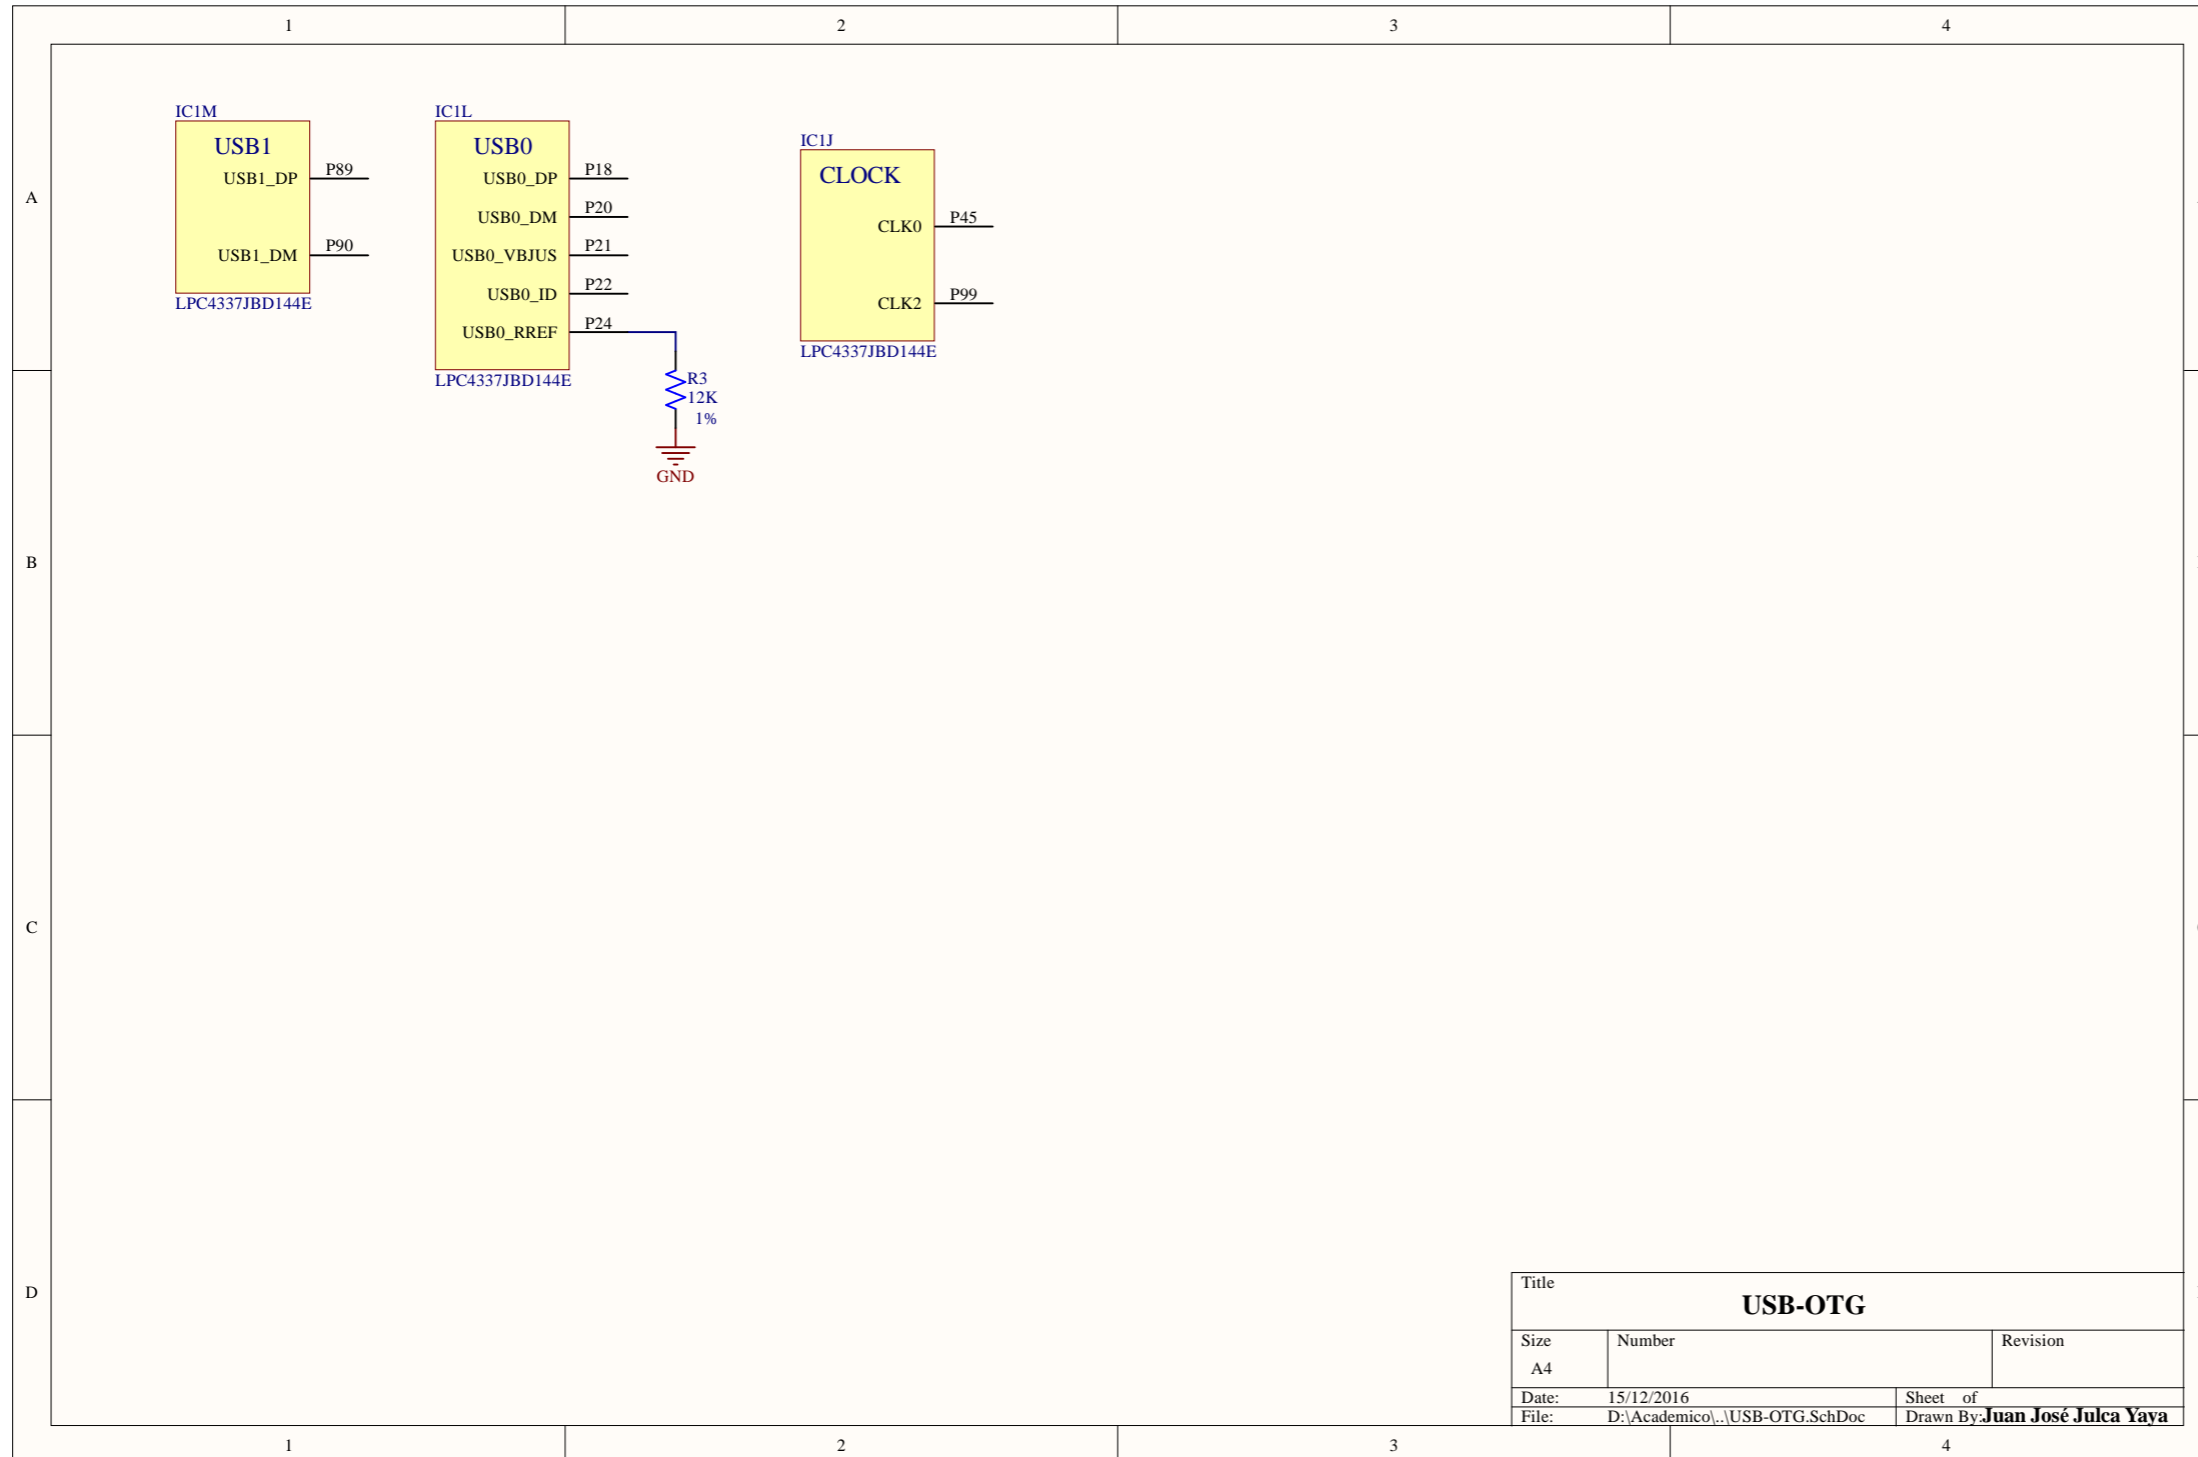 1 2 3 4
A
B
C
D
IC1M
USB1
USB1_DP P89
USB1_DM P90
LPC4337JBD144E
IC1L
USB0
USB0_DP P18
USB0_DM P20
USB0_VBJUS P21
USB0_ID P22
USB0_RREF P24
LPC4337JBD144E
R3
12K
1%
GND
IC1J
CLOCK
CLK0 P45
CLK2 P99
LPC4337JBD144E
Title
USB-OTG
Size Number Revision
A4
Date: 15/12/2016 Sheet of
File: D:\Academico\..\USB-OTG.SchDoc Drawn By:Juan José Julca Yaya
1 2 3 4